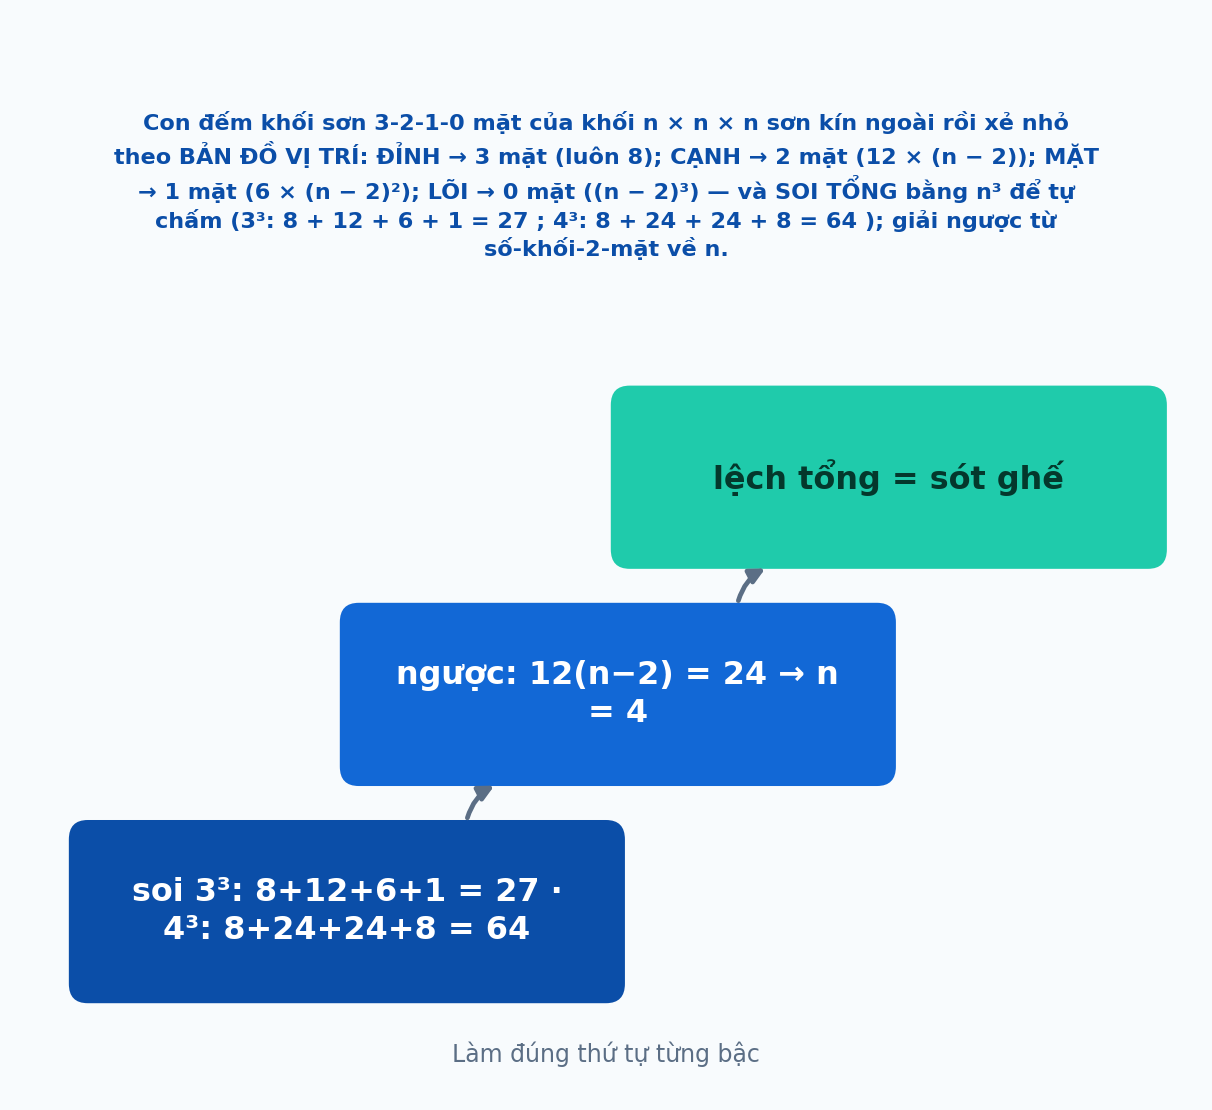 Con đếm khối sơn 3-2-1-0 mặt của khối n × n × n sơn kín ngoài rồi xẻ nhỏ
theo BẢN ĐỒ VỊ TRÍ: ĐỈNH → 3 mặt (luôn 8); CẠNH → 2 mặt (12 × (n − 2)); MẶT
→ 1 mặt (6 × (n − 2)²); LÕI → 0 mặt ((n − 2)³) — và SOI TỔNG bằng n³ để tự
chấm (3³: 8 + 12 + 6 + 1 = 27 ; 4³: 8 + 24 + 24 + 8 = 64 ); giải ngược từ
số-khối-2-mặt về n.
lệch tổng = sót ghế
ngược: 12(n−2) = 24 → n
= 4
soi 3³: 8+12+6+1 = 27 ·
4³: 8+24+24+8 = 64
Làm đúng thứ tự từng bậc